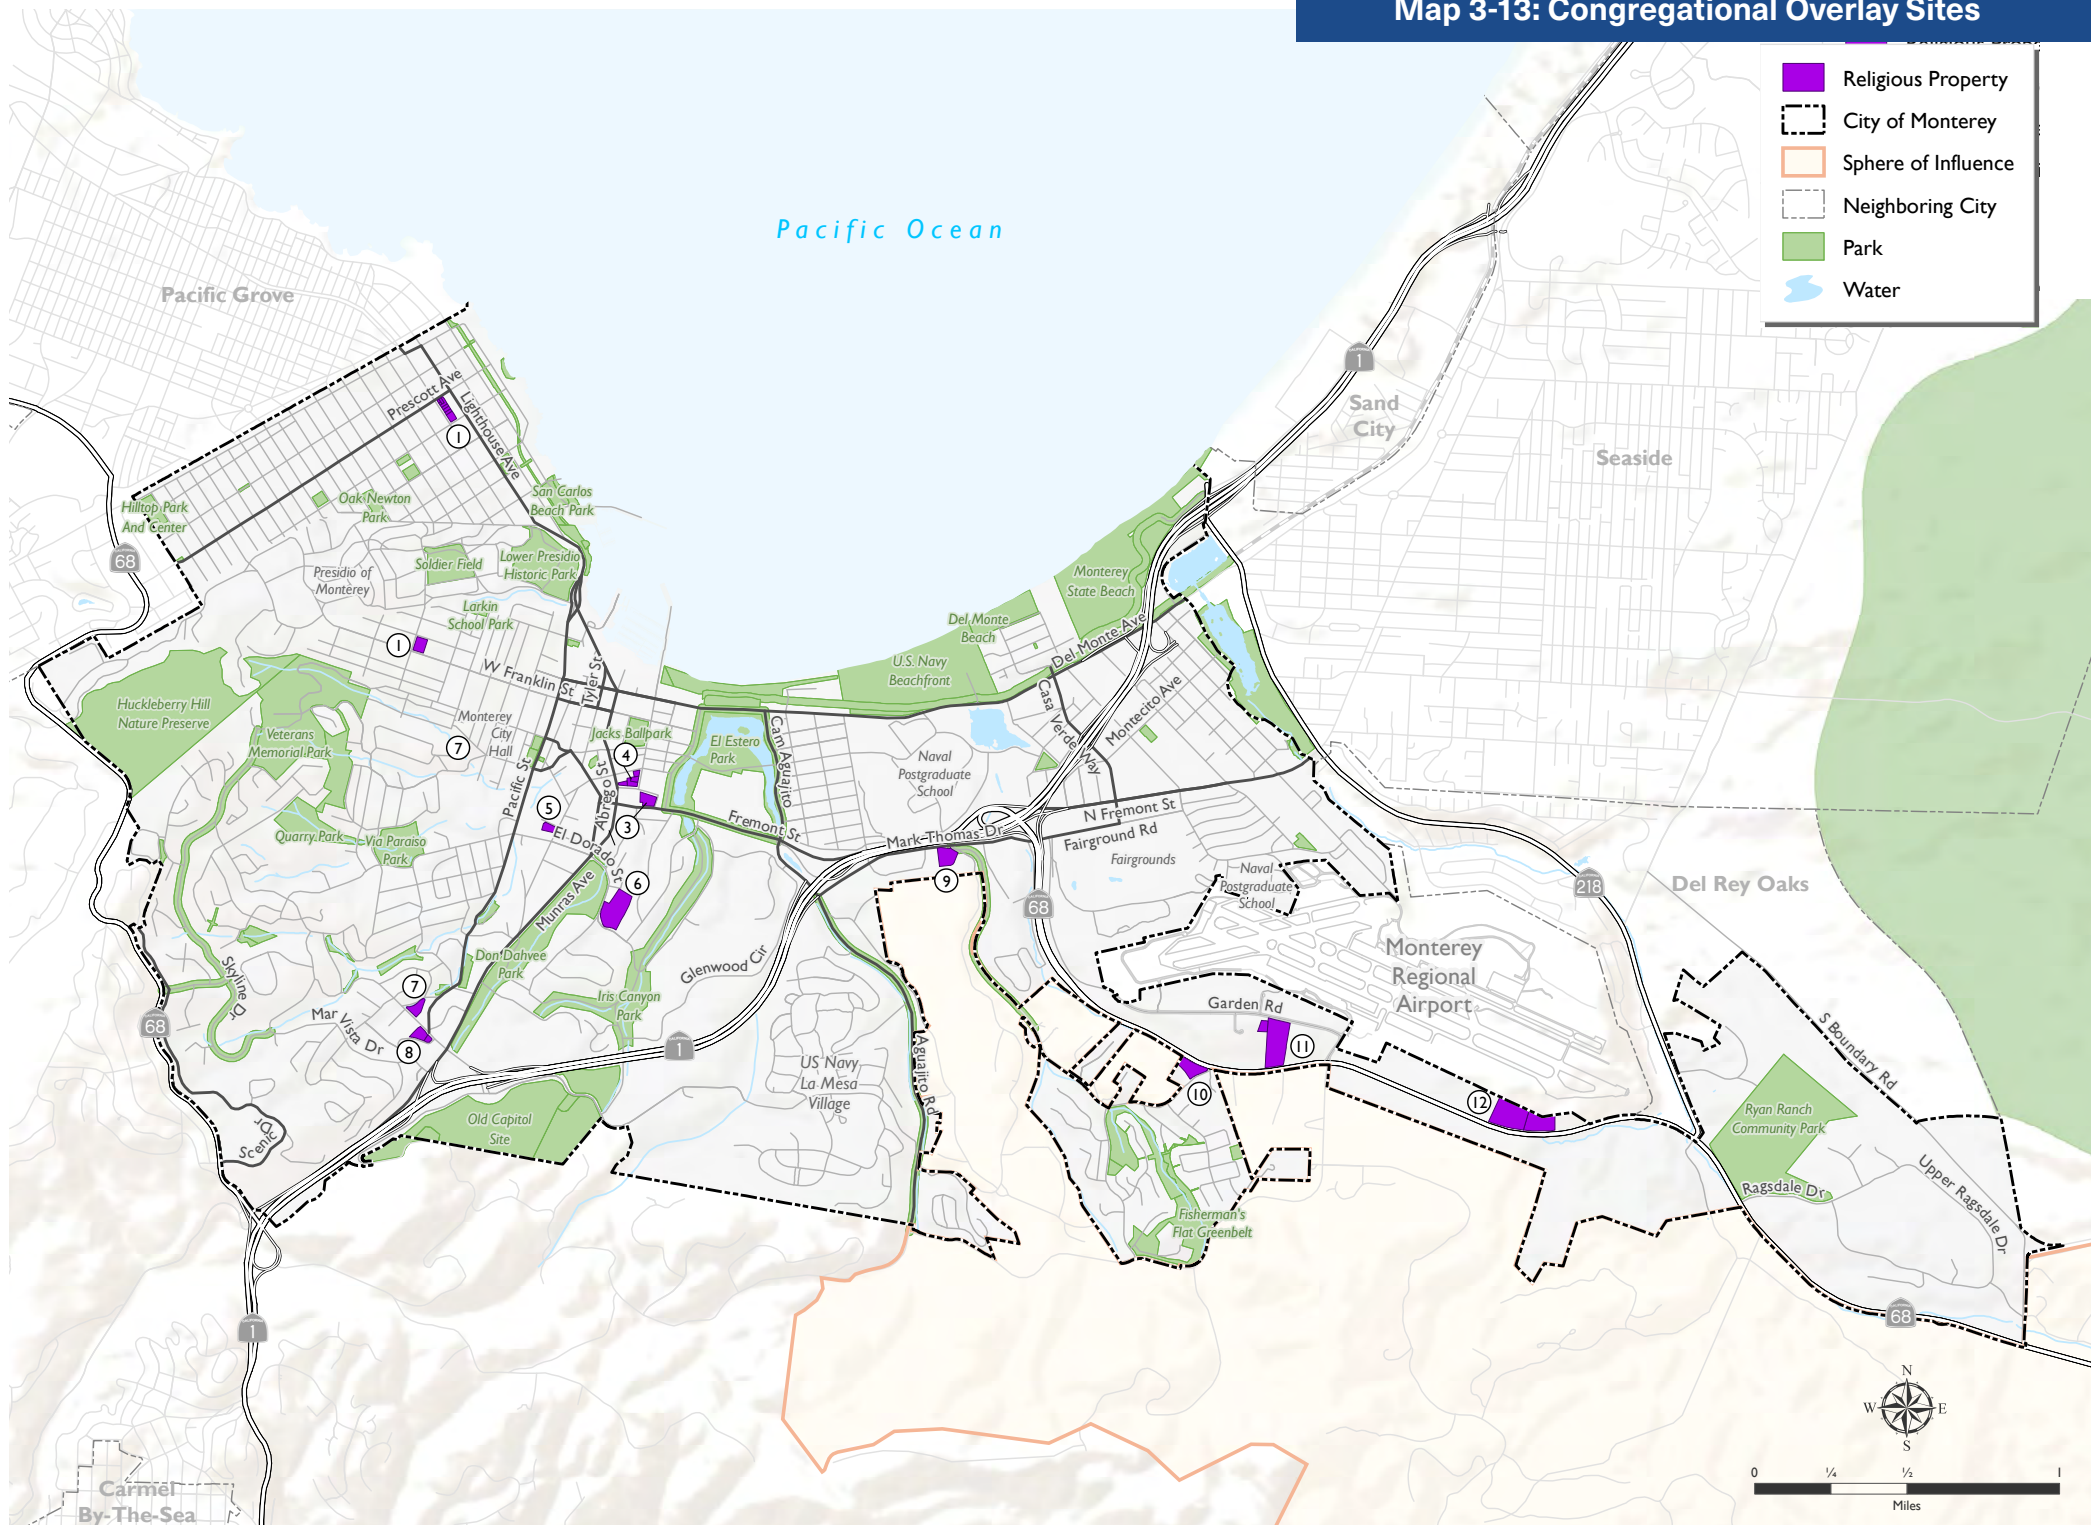 Map 3-13: Congregational Overlay Sites
Religious Property
City of Monterey
Sphere of Influence
Neighboring City
Park
Water
Pacific Ocean
Pacific Grove
Sand
City
Seaside
Del Rey Oaks
Carmel
By-The-Sea
Monterey
Regional
Airport
Prescott Ave
Lighthouse Ave
1
Hilltop Park
And Center
Oak Newton
Park
San Carlos
Beach Park
68
Presidio of
Monterey
Soldier Field
Lower Presidio
Historic Park
Larkin
School Park
1
W Franklin St
Tyler St
Huckleberry Hill
Nature Preserve
Veterans
Memorial Park
Monterey
City
Hall
7
Jacks Ballpark
4
El Estero
Park
Cam Aguajito
Pacific St
Abrego St
5
3
El Dorado St
Fremont St
Quarry Park
Via Paraiso
Park
6
Munras Ave
Don Dahvee
Park
Glenwood Cir
Iris Canyon
Park
Skyline Dr
68
Mar Vista Dr
7
8
Scenic Dr
Old Capitol
Site
1
1
US Navy
La Mesa
Village
Aguajito Rd
U.S. Navy
Beachfront
Del Monte
Beach
Monterey
State Beach
Del Monte Ave
Casa Verde Way
Montecito Ave
Naval
Postgraduate
School
Mark Thomas Dr
9
N Fremont St
Fairground Rd
Fairgrounds
Naval
Postgraduate
School
68
1
218
Garden Rd
11
10
12
Fisherman's
Flat Greenbelt
S Boundary Rd
Ryan Ranch
Community Park
Ragsdale Dr
Upper Ragsdale Dr
68
N
W E
S
0 ¼ ½ 1
Miles